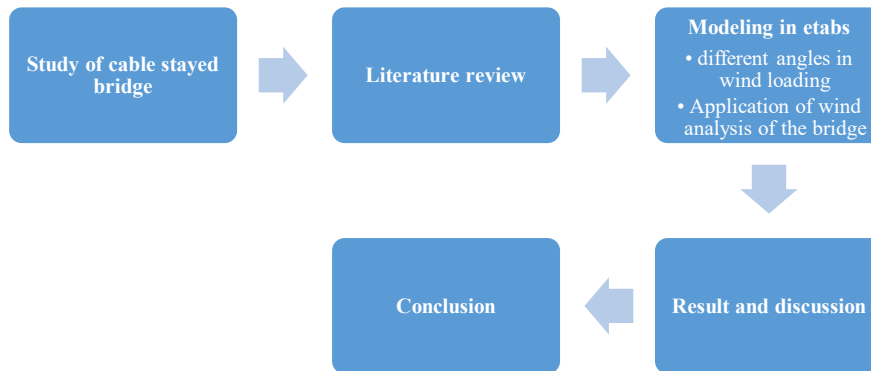 Study of cable stayed
bridge
Literature review
Modeling in etabs
• different angles in
wind loading
• Application of wind
analysis of the bridge
Result and discussion
Conclusion